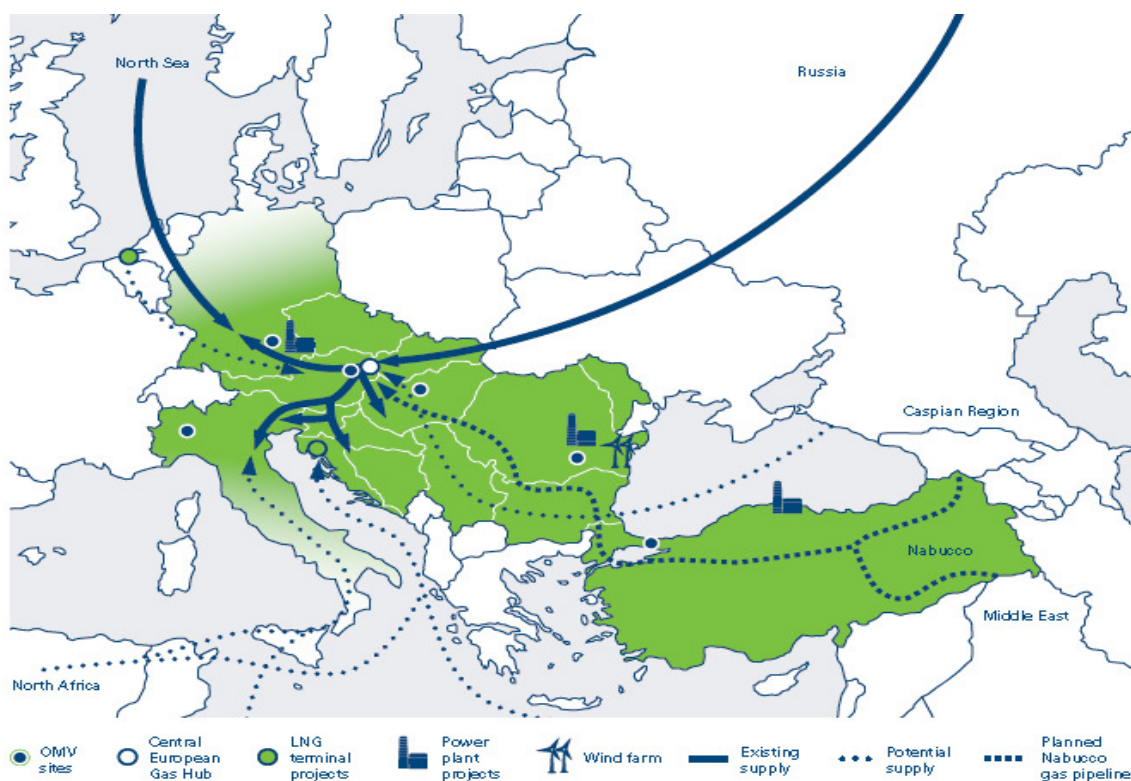 North Sea
Russia
Caspian Region
Nabucco
Middle East
North Africa
OMV
sites
Central
European
Gas Hub
LNG
terminal
projects
Power
plant
projects
Wind farm
Existing
supply
Potential
supply
Planned
Nabucco
gas pipeline